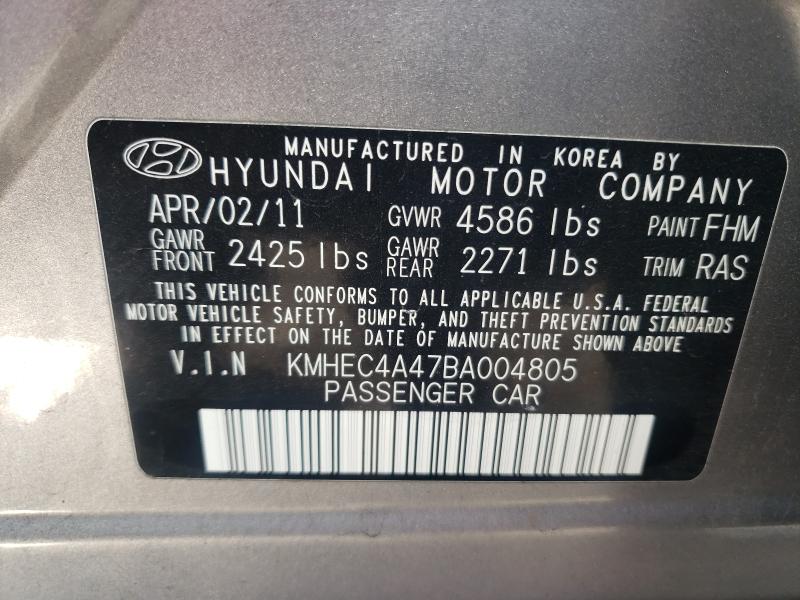 MANUFACTURED IN KOREA BY
HYUNDAI MOTOR COMPANY
APR/02/11 GVWR 4586 lbs PAINT FHM
GAWR FRONT 2425 lbs GAWR REAR 2271 lbs TRIM RAS
THIS VEHICLE CONFORMS TO ALL APPLICABLE U.S.A. FEDERAL
MOTOR VEHICLE SAFETY, BUMPER, AND THEFT PREVENTION STANDARDS
IN EFFECT ON THE DATE OF MANUFACTURE SHOWN ABOVE
V.I.N KMHEC4A47BA004805
PASSENGER CAR